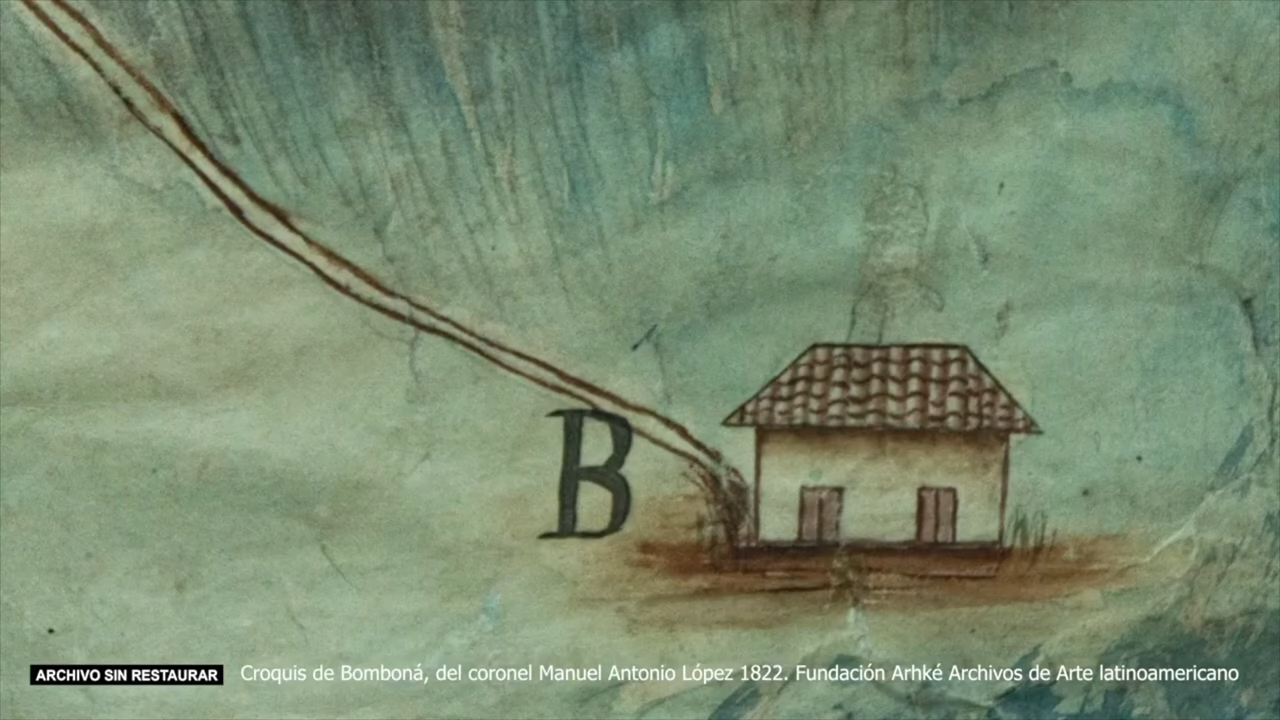 B
ARCHIVO SIN RESTAURAR Croquis de Bomboná, del coronel Manuel Antonio López 1822. Fundación Arhké Archivos de Arte latinoamericano